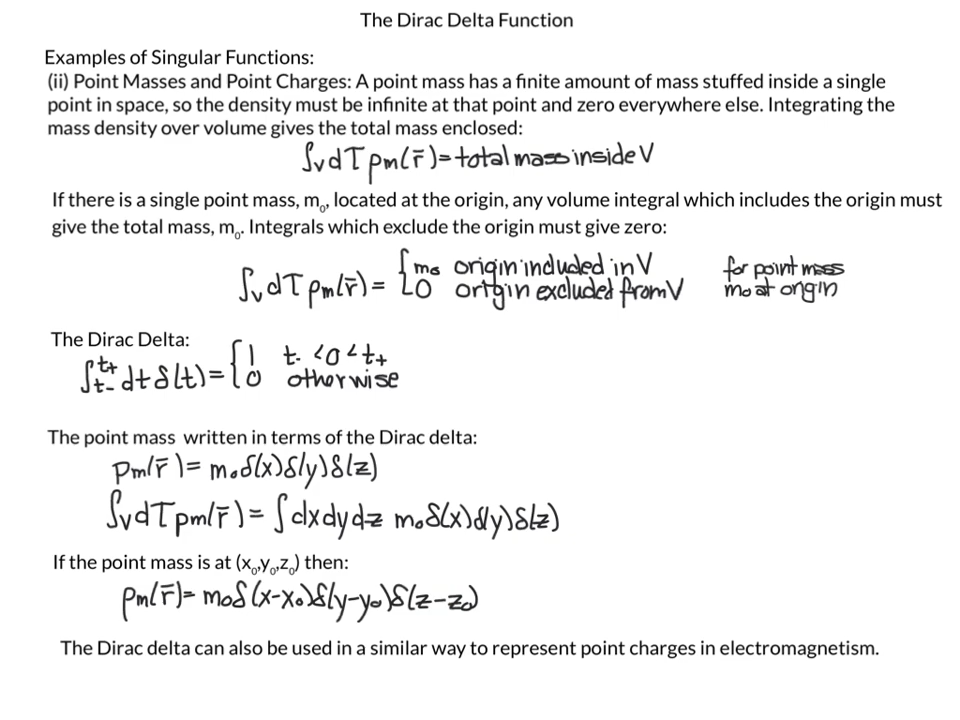 The Dirac Delta Function
Examples of Singular Functions:
(ii) Point Masses and Point Charges: A point mass has a finite amount of mass stuffed inside a single
point in space, so the density must be infinite at that point and zero everywhere else. Integrating the
mass density over volume gives the total mass enclosed:
∫v dτ ρm(r̄) = total mass inside V
If there is a single point mass, m₀, located at the origin, any volume integral which includes the origin must
give the total mass, m₀. Integrals which exclude the origin must give zero:
∫v dτ ρm(r̄) = { m₀ origin included in V for point mass
0 origin excluded from V m₀ at origin
The Dirac Delta:
∫t-^t+ dt δ(t) = { 1 t- < 0 < t+
0 otherwise
The point mass written in terms of the Dirac delta:
ρm(r̄) = m₀δ(x)δ(y)δ(z)
∫v dτ ρm(r̄) = ∫ dxdydz m₀δ(x)δ(y)δ(z)
If the point mass is at (x₀,y₀,z₀) then:
ρm(r̄) = m₀δ(x-x₀)δ(y-y₀)δ(z-z₀)
The Dirac delta can also be used in a similar way to represent point charges in electromagnetism.